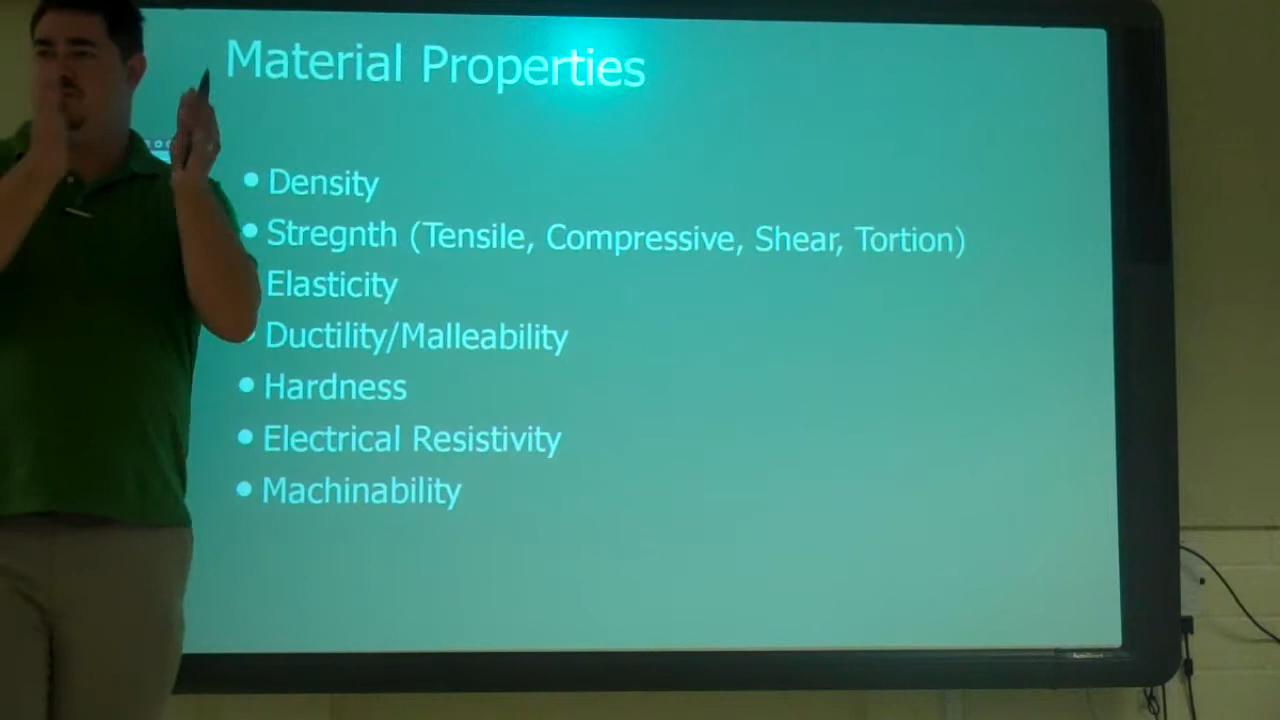 Material Properties
• Density
• Stregnth (Tensile, Compressive, Shear, Tortion)
Elasticity
• Ductility/Malleability
• Hardness
• Electrical Resistivity
• Machinability